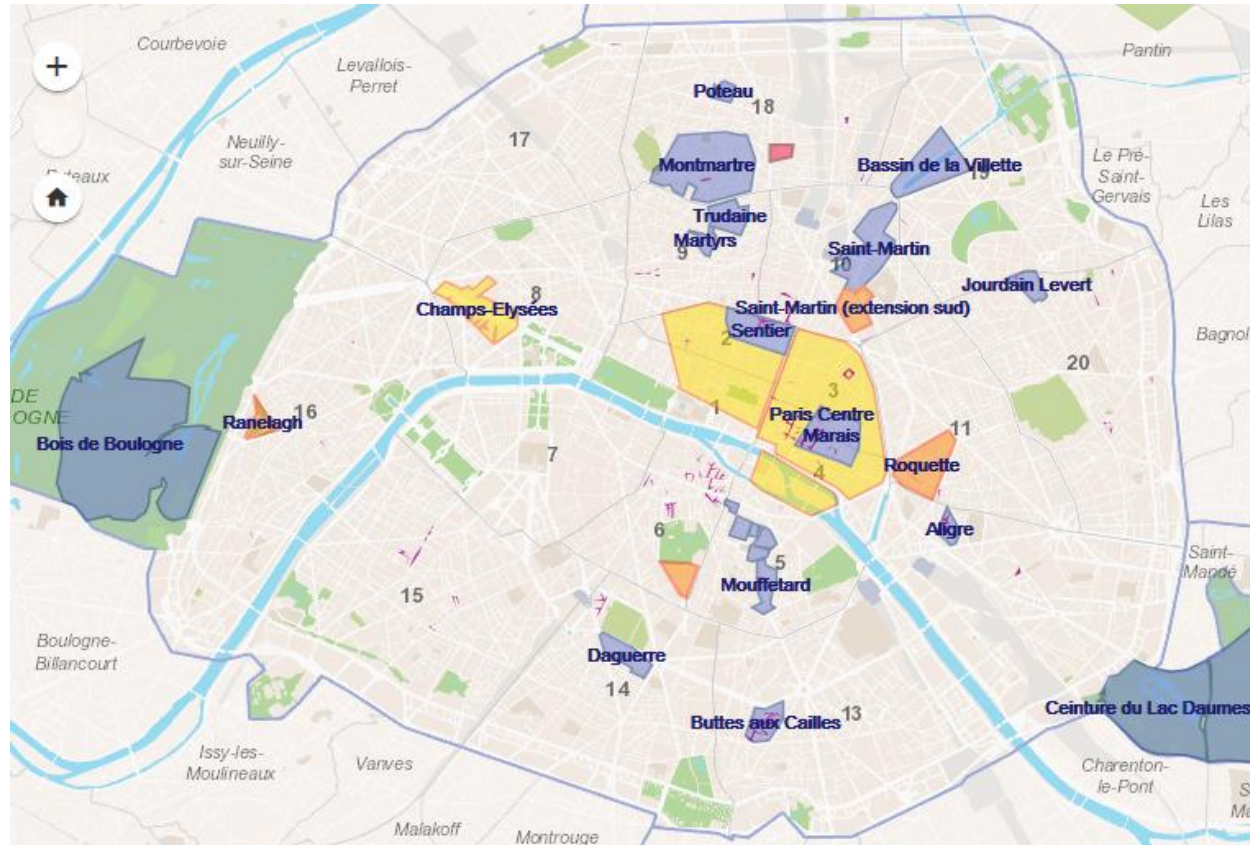 Courbevoie
Pantin
+
Levallois-
Perret
Poteau
18
17
Neuilly-
sur-Seine
Montmartre
Bassin de la Villette
19
Le Pré-
Saint-
Gervais
Les
Lilas
Trudaine
Martyrs
9
Saint-Martin
10
Jourdain Levert
8
Champs-Elysées
Saint-Martin (extension sud)
Sentier
2
Bagnol
20
3
DE
OGNE
16
Ranelagh
1
Paris Centre
Marais
11
Bois de Boulogne
7
Roquette
4
6
Aligre
5
Mouffetard
Saint-
Mandé
15
Boulogne-
Billancourt
Daguerre
14
Buttes aux Cailles
13
Ceinture du Lac Daumes
Issy-les-
Moulineaux
Vanves
Charenton-
le-Pont
Malakoff
Montrouge